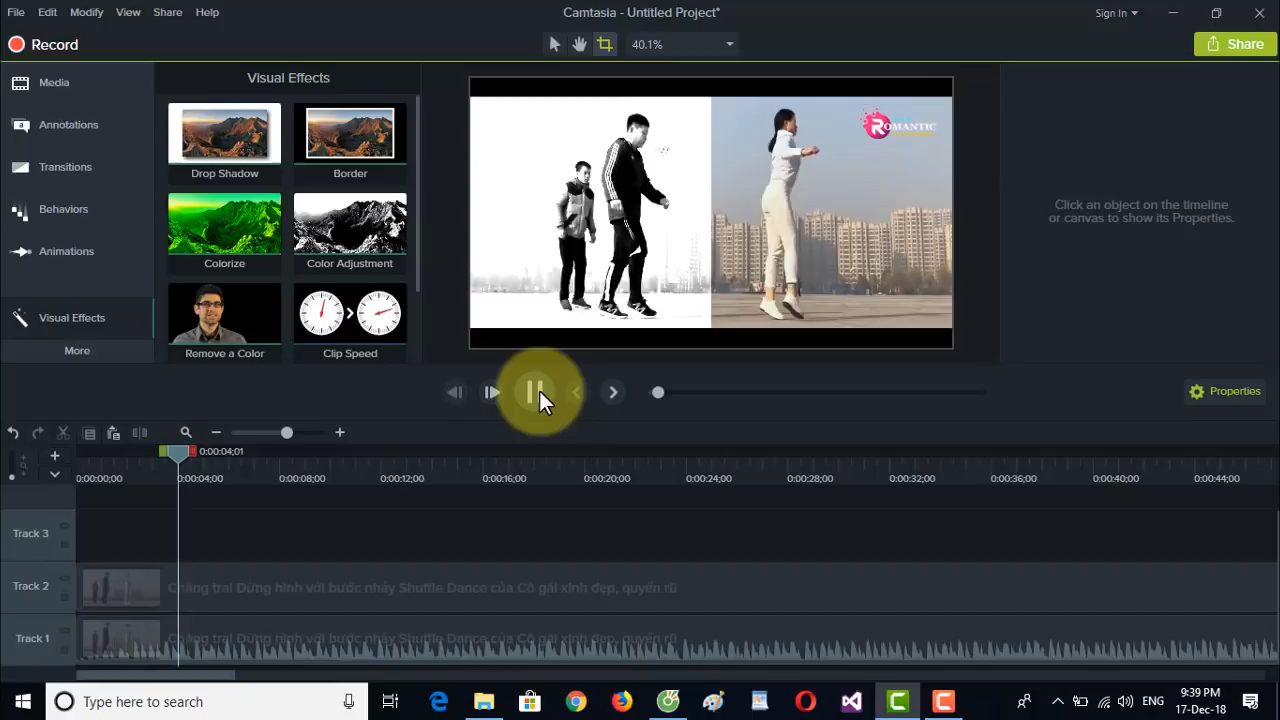 File Edit Modify View Share Help
Camtasia - Untitled Project*
Sign In
Record
40.1%
Share
Media
Annotations
Transitions
Behaviors
Animations
Visual Effects
More
Visual Effects
Drop Shadow
Border
Colorize
Color Adjustment
Remove a Color
Clip Speed
ROMANTIC
Click an object on the timeline
or canvas to show its Properties.
Properties
0:00:04;01
0:00:00;00 0:00:04;00 0:00:08;00 0:00:12;00 0:00:16;00 0:00:20;00 0:00:24;00 0:00:28;00 0:00:32;00 0:00:36;00 0:00:40;00 0:00:44;00
Track 3
Track 2
Chàng trai Dừng hình với bước nhảy Shuffle Dance của Cô gái xinh đẹp, quyến rũ
Track 1
Chàng trai Dừng hình với bước nhảy Shuffle Dance của Cô gái xinh đẹp, quyến rũ
Type here to search
ENG
9:39 PM
17-Dec-18